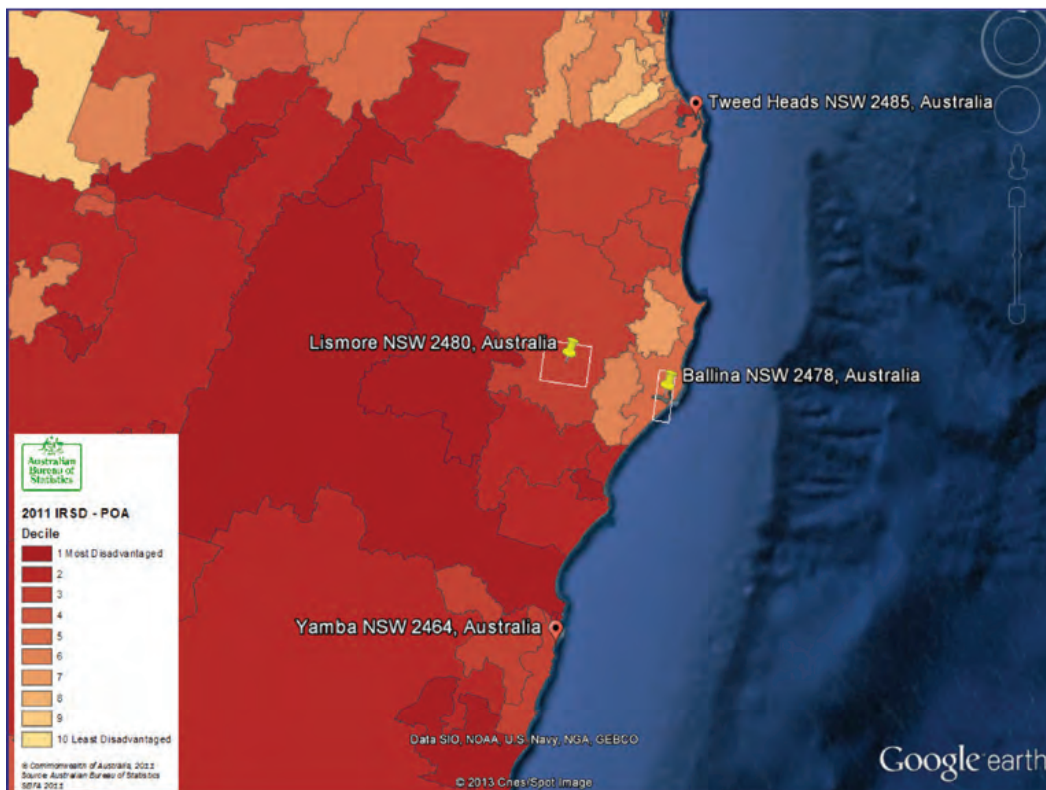 Tweed Heads NSW 2485, Australia
Lismore NSW 2480, Australia
Ballina NSW 2478, Australia
Australian
Bureau of
Statistics
2011 IRSD - POA
Decile
1 Most Disadvantaged
2
3
4
5
6
7
8
9
10 Least Disadvantaged
© Commonwealth of Australia, 2011
Source: Australian Bureau of Statistics
SEIFA 2011
Yamba NSW 2464, Australia
Data SIO, NOAA, U.S. Navy, NGA, GEBCO
© 2013 Cnes/Spot Image
Google earth